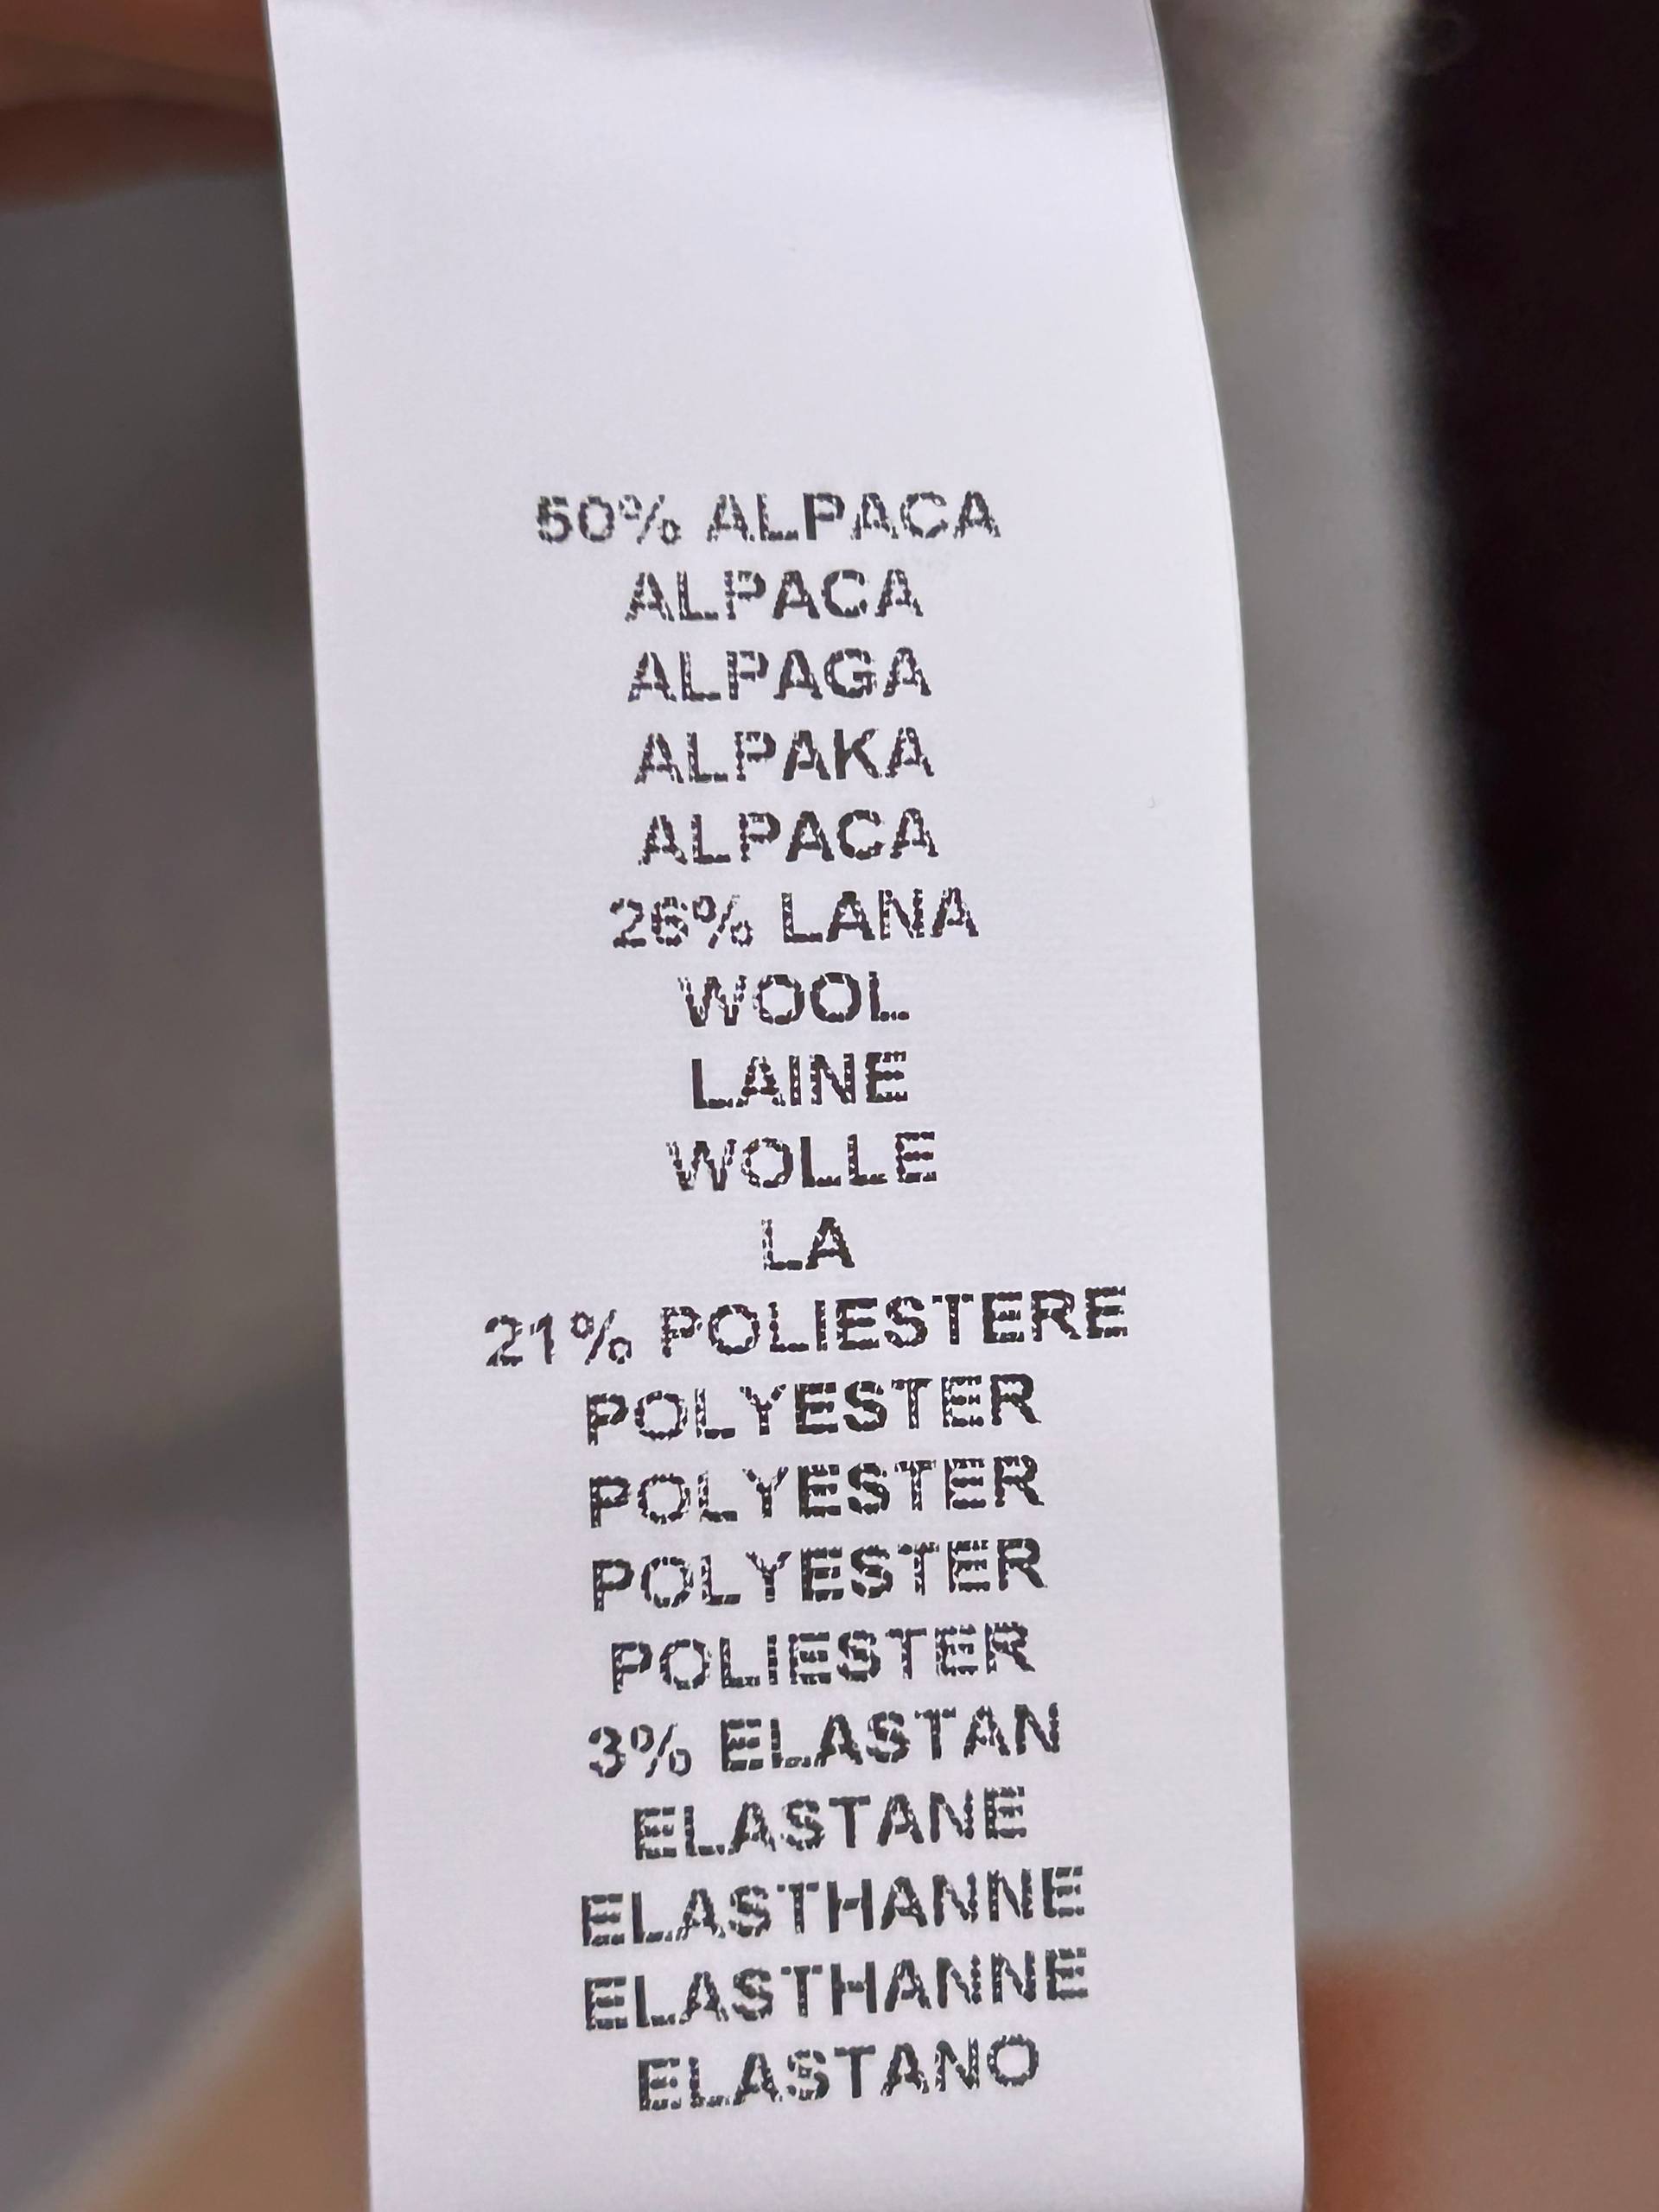 50% ALPACA
ALPACA
ALPAGA
ALPAKA
ALPACA
26% LANA
WOOL
LAINE
WOLLE
LA
21% POLIESTERE
POLYESTER
POLYESTER
POLYESTER
POLIESTER
3% ELASTAN
ELASTANE
ELASTHANNE
ELASTHANNE
ELASTANO